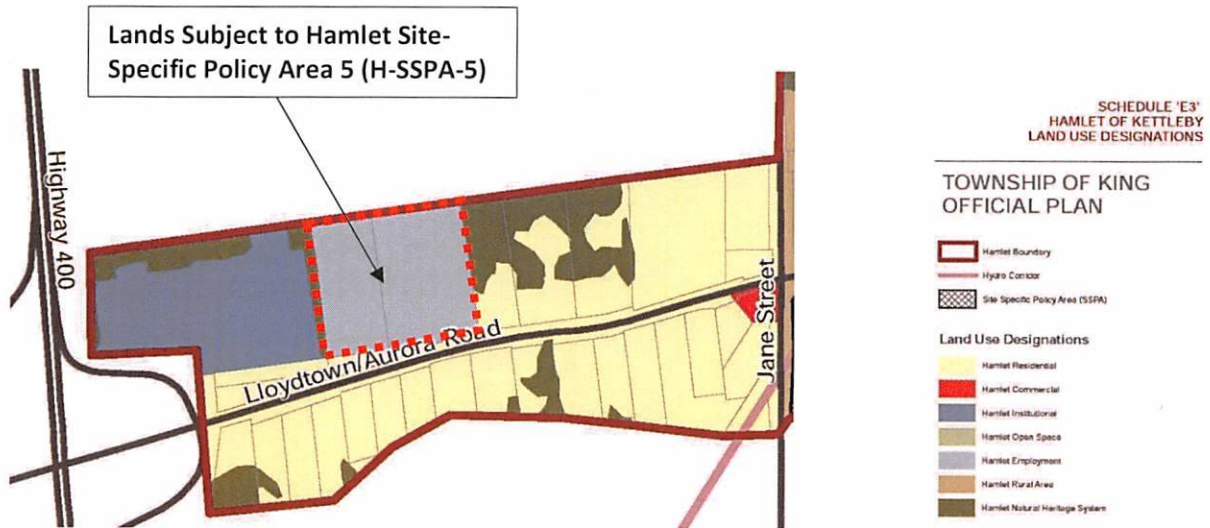 Lands Subject to Hamlet Site-
Specific Policy Area 5 (H-SSPA-5)
Highway 400
Lloydtown/Aurora Road
Jane Street
SCHEDULE 'E3'
HAMLET OF KETTLEBY
LAND USE DESIGNATIONS
TOWNSHIP OF KING
OFFICIAL PLAN
Hamlet Boundary
Hydro Corridor
Site Specific Policy Area (SSPA)
Land Use Designations
Hamlet Residential
Hamlet Commercial
Hamlet Institutional
Hamlet Open Space
Hamlet Employment
Hamlet Rural Area
Hamlet Natural Heritage System